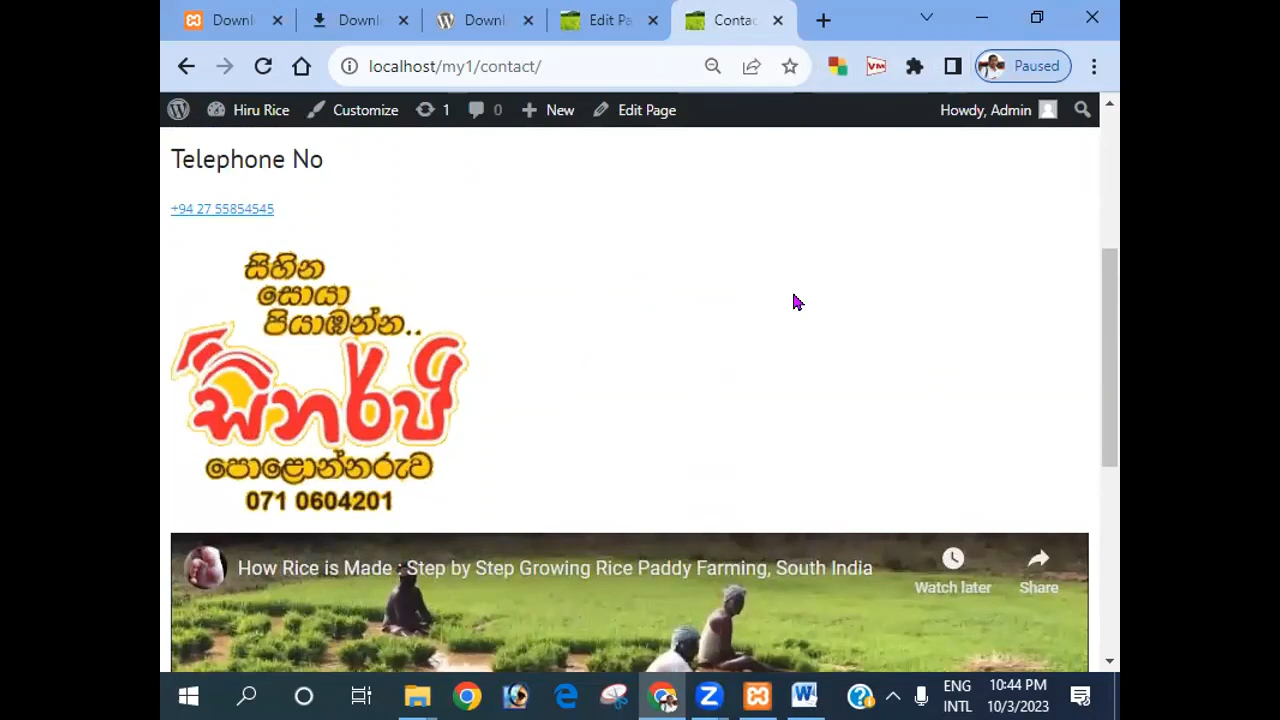 Downl
Downl
Downl
Edit Pa
Contac
localhost/my1/contact/
Paused
Hiru Rice
Customize
1
0
New
Edit Page
Howdy, Admin
Telephone No
+94 27 55854545
සිහින
සොයා
පියාඹන්න..
සිනර්ජි
පොළොන්නරුව
071 0604201
How Rice is Made : Step by Step Growing Rice Paddy Farming, South India
Watch later
Share
ENG
INTL
10:44 PM
10/3/2023